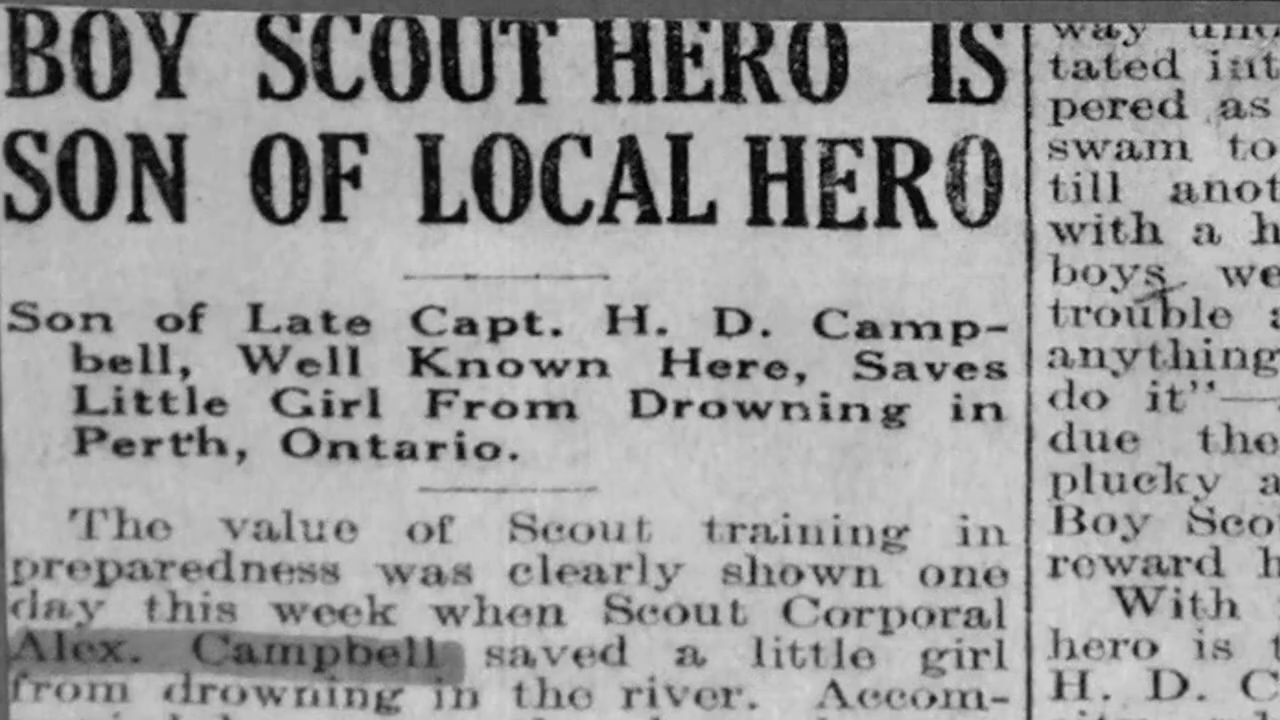 BOY SCOUT HERO IS
SON OF LOCAL HERO
Son of Late Capt. H. D. Camp-
bell, Well Known Here, Saves
Little Girl From Drowning in
Perth, Ontario.
The value of Scout training in
preparedness was clearly shown one
day this week when Scout Corporal
Alex. Campbell saved a little girl
from drowning in the river. Accom-
way
tated int
pered as
swam to
till anot
with a h
boys we
trouble a
anything
do it"—
due the
plucky a
Boy Sco
reward h
With
hero is t
H. D. C